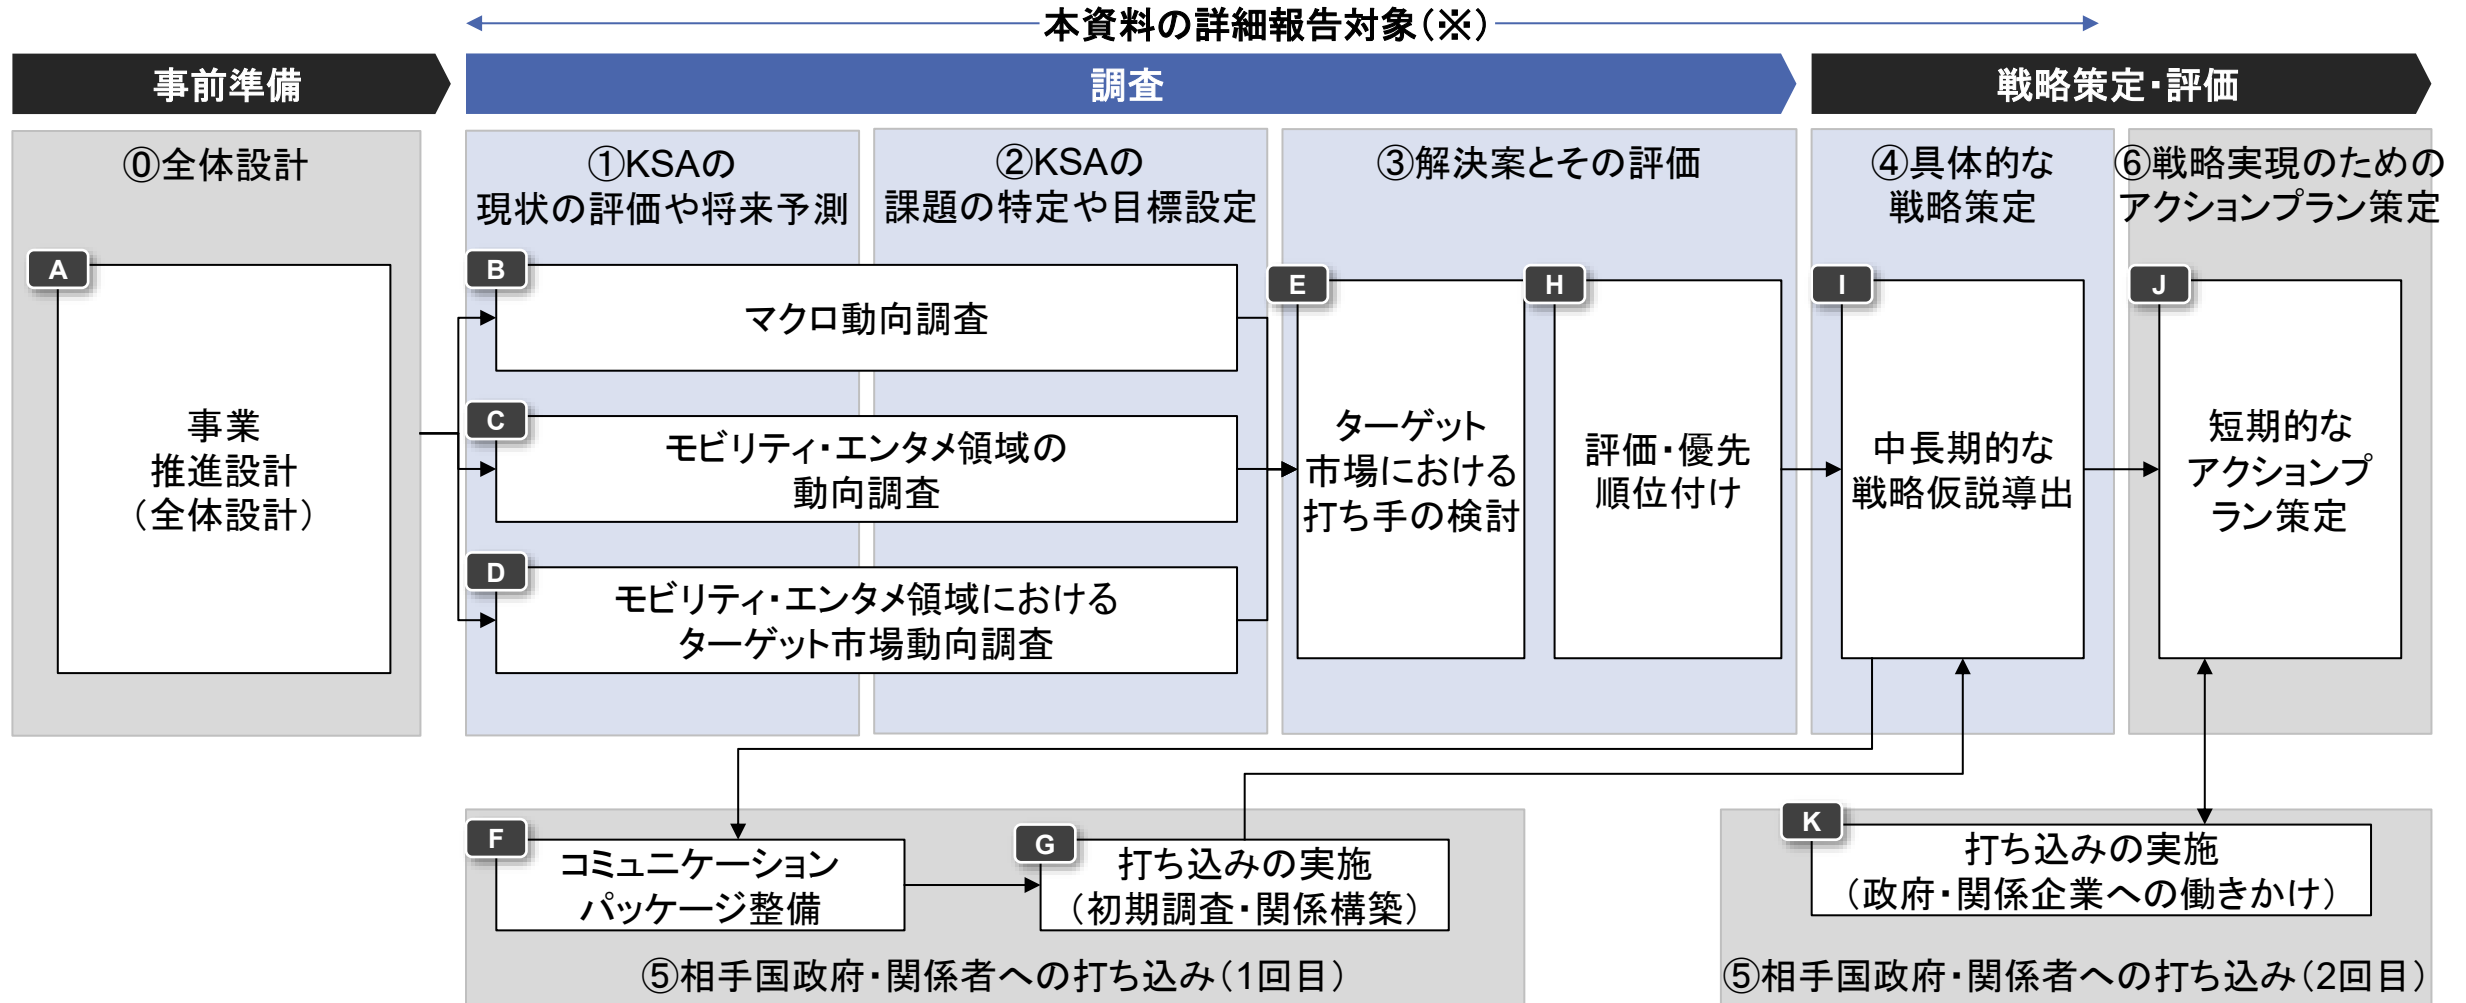 本資料の詳細報告対象(※)
事前準備
調査
戦略策定・評価
⓪全体設計
①KSAの
現状の評価や将来予測
②KSAの
課題の特定や目標設定
③解決案とその評価
④具体的な
戦略策定
⑥戦略実現のための
アクションプラン策定
A
事業
推進設計
(全体設計)
B
マクロ動向調査
C
モビリティ・エンタメ領域の
動向調査
D
モビリティ・エンタメ領域における
ターゲット市場動向調査
E
ターゲット
市場における
打ち手の検討
H
評価・優先
順位付け
I
中長期的な
戦略仮説導出
J
短期的な
アクションプ
ラン策定
F
コミュニケーション
パッケージ整備
G
打ち込みの実施
(初期調査・関係構築)
⑤相手国政府・関係者への打ち込み(1回目)
K
打ち込みの実施
(政府・関係企業への働きかけ)
⑤相手国政府・関係者への打ち込み(2回目)